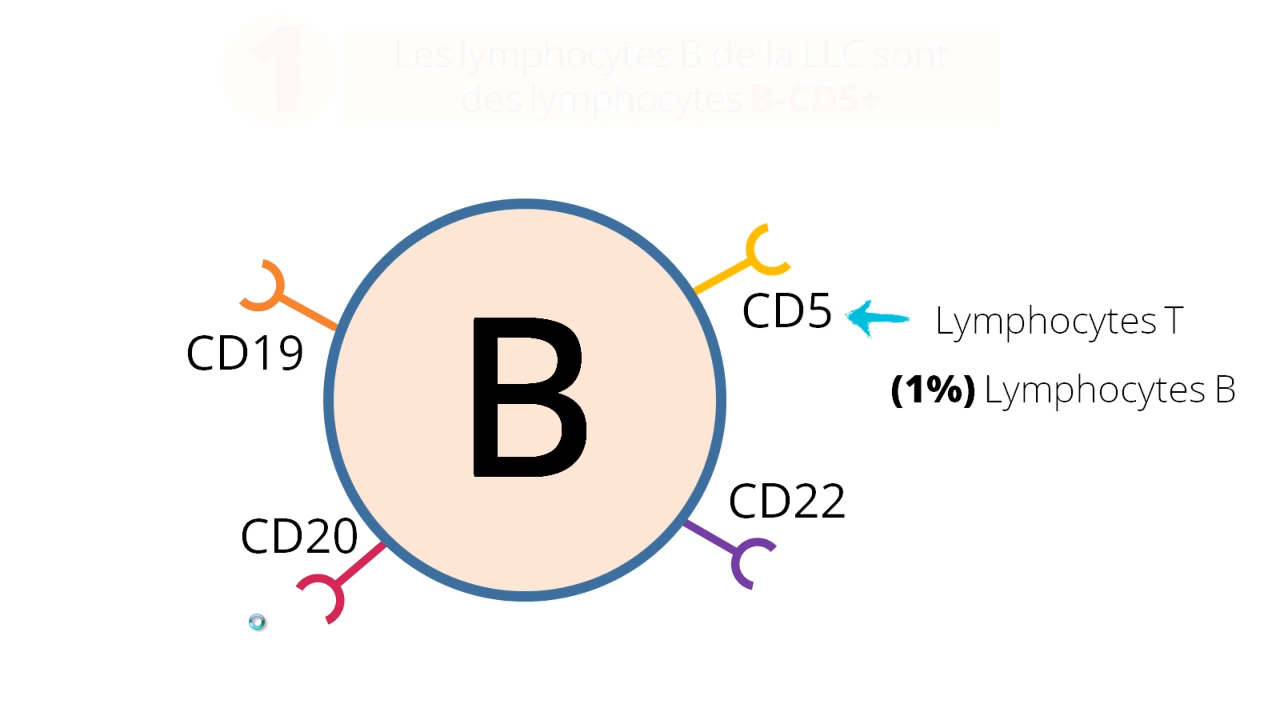 1
Les lymphocytes B de la LLC sont
des lymphocytes B-CD5+
CD19
CD5
Lymphocytes T
(1%) Lymphocytes B
B
CD20
CD22